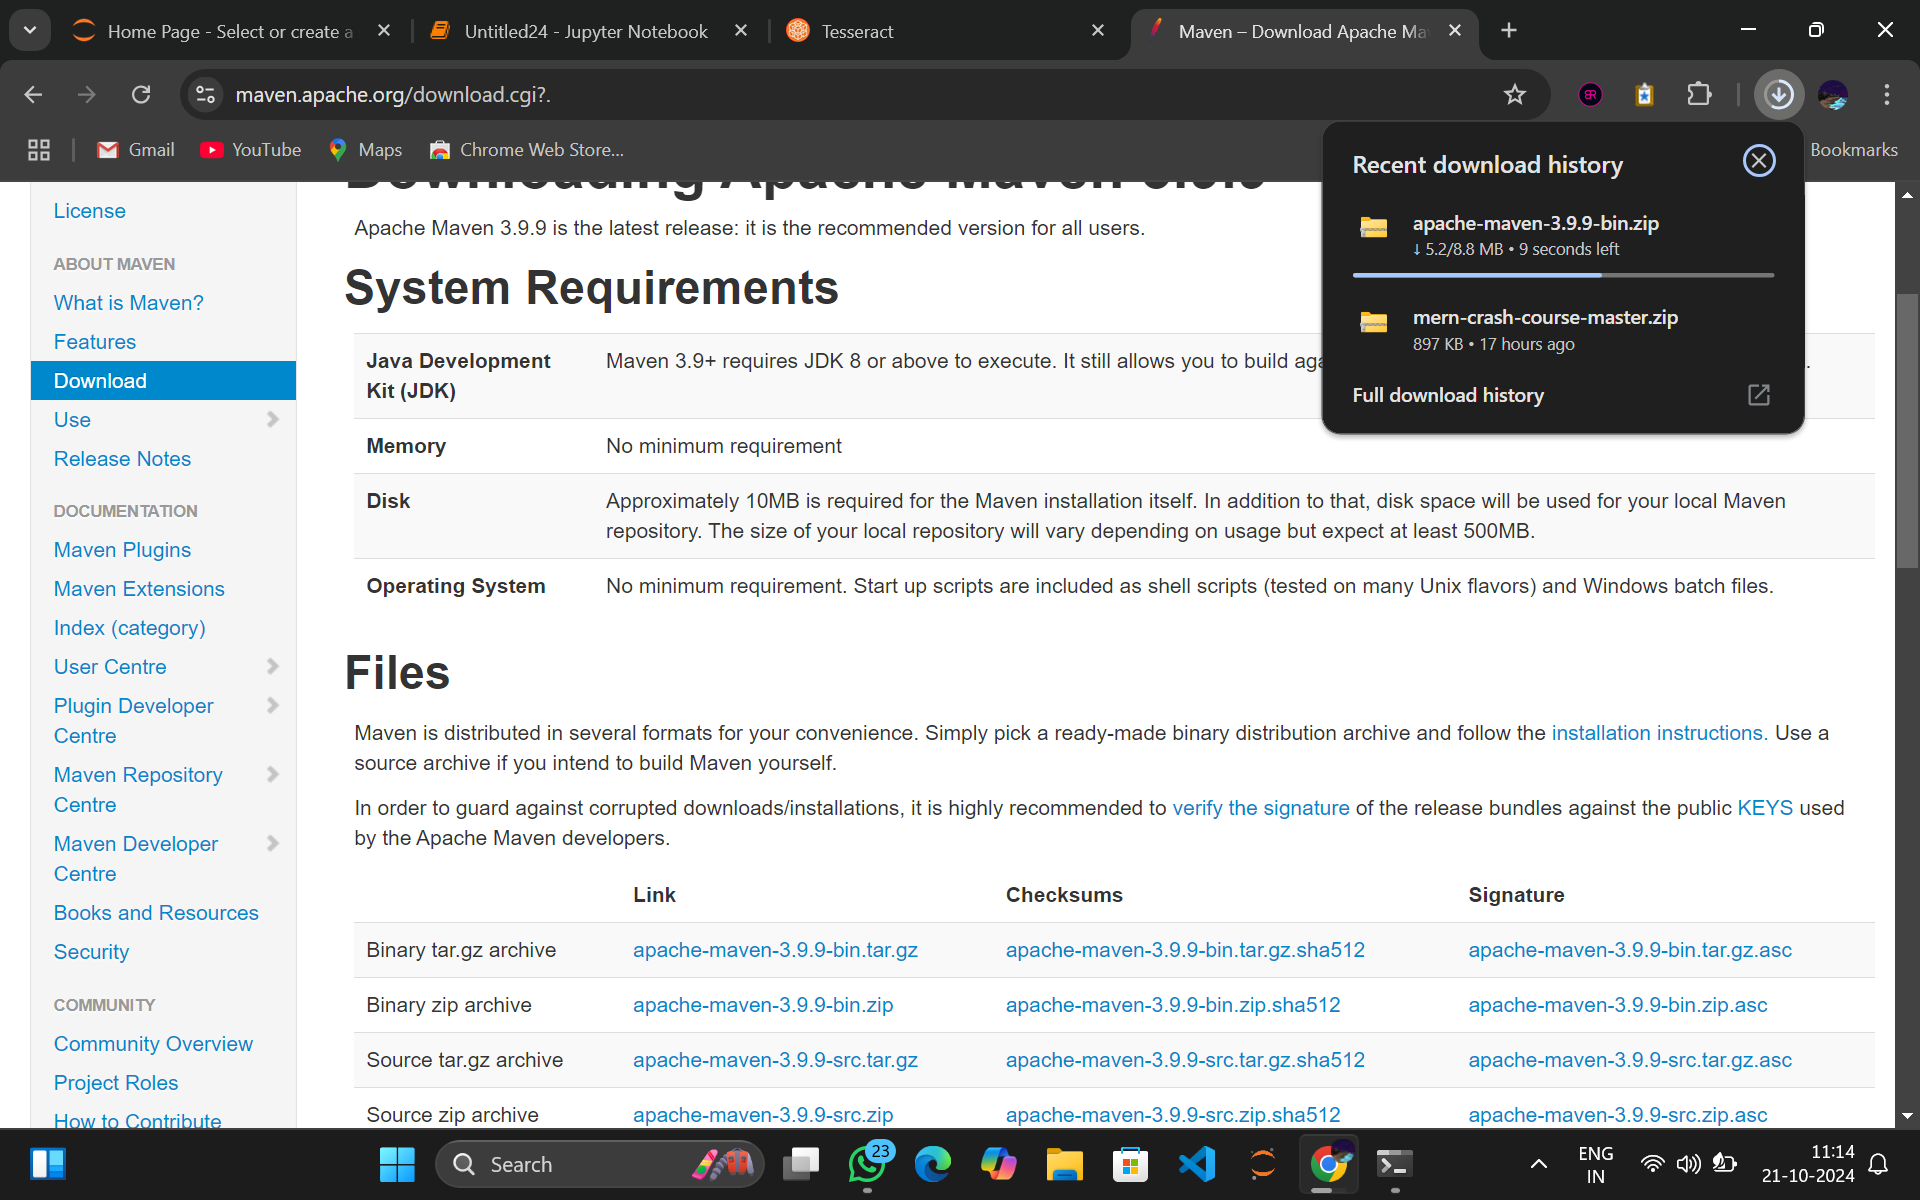 Home Page - Select or create a
Untitled24 - Jupyter Notebook
Tesseract
Maven – Download Apache Ma
maven.apache.org/download.cgi?.
Gmail
YouTube
Maps
Chrome Web Store...
Bookmarks
Recent download history
apache-maven-3.9.9-bin.zip
↓ 5.2/8.8 MB • 9 seconds left
mern-crash-course-master.zip
897 KB • 17 hours ago
Full download history
License
ABOUT MAVEN
What is Maven?
Features
Download
Use
Release Notes
DOCUMENTATION
Maven Plugins
Maven Extensions
Index (category)
User Centre
Plugin Developer
Centre
Maven Repository
Centre
Maven Developer
Centre
Books and Resources
Security
COMMUNITY
Community Overview
Project Roles
How to Contribute
Downloading Apache Maven 3.9.9
Apache Maven 3.9.9 is the latest release: it is the recommended version for all users.
System Requirements
Java Development
Kit (JDK)
Maven 3.9+ requires JDK 8 or above to execute. It still allows you to build
Memory
No minimum requirement
Disk
Approximately 10MB is required for the Maven installation itself. In addition to that, disk space will be used for your local Maven
repository. The size of your local repository will vary depending on usage but expect at least 500MB.
Operating System
No minimum requirement. Start up scripts are included as shell scripts (tested on many Unix flavors) and Windows batch files.
Files
Maven is distributed in several formats for your convenience. Simply pick a ready-made binary distribution archive and follow the installation instructions. Use a
source archive if you intend to build Maven yourself.
In order to guard against corrupted downloads/installations, it is highly recommended to verify the signature of the release bundles against the public KEYS used
by the Apache Maven developers.
Link Checksums Signature
Binary tar.gz archive apache-maven-3.9.9-bin.tar.gz apache-maven-3.9.9-bin.tar.gz.sha512 apache-maven-3.9.9-bin.tar.gz.asc
Binary zip archive apache-maven-3.9.9-bin.zip apache-maven-3.9.9-bin.zip.sha512 apache-maven-3.9.9-bin.zip.asc
Source tar.gz archive apache-maven-3.9.9-src.tar.gz apache-maven-3.9.9-src.tar.gz.sha512 apache-maven-3.9.9-src.tar.gz.asc
Source zip archive apache-maven-3.9.9-src.zip apache-maven-3.9.9-src.zip.sha512 apache-maven-3.9.9-src.zip.asc
Search
23
ENG
IN
11:14
21-10-2024